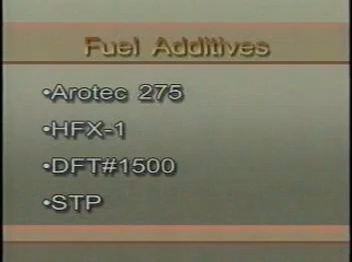 Fuel Additives
•Arotec 275
•HFX-1
•DFT#1500
•STP